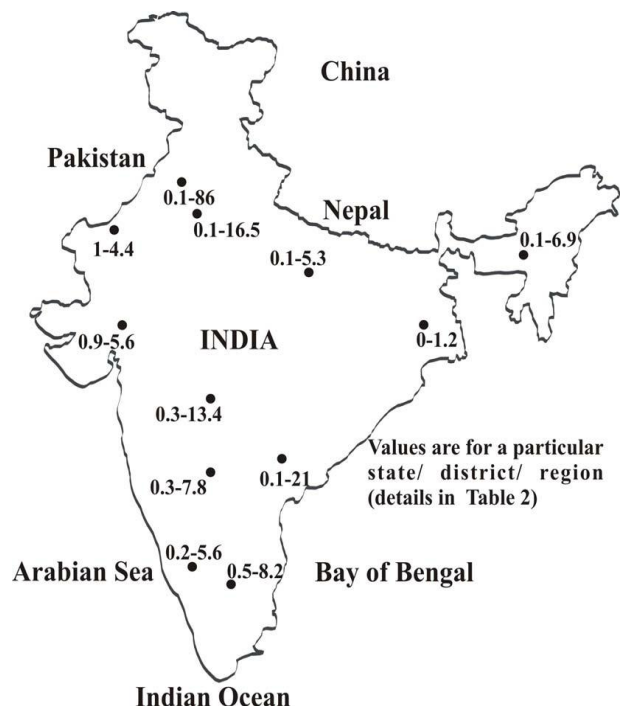 China
Pakistan
0.1-86
Nepal
0.1-16.5
1-4.4
0.1-6.9
0.1-5.3
0.9-5.6
INDIA
0-1.2
0.3-13.4
Values are for a particular
state/ district/ region
(details in Table 2)
0.3-7.8
0.1-21
0.2-5.6
Arabian Sea
0.5-8.2
Bay of Bengal
Indian Ocean